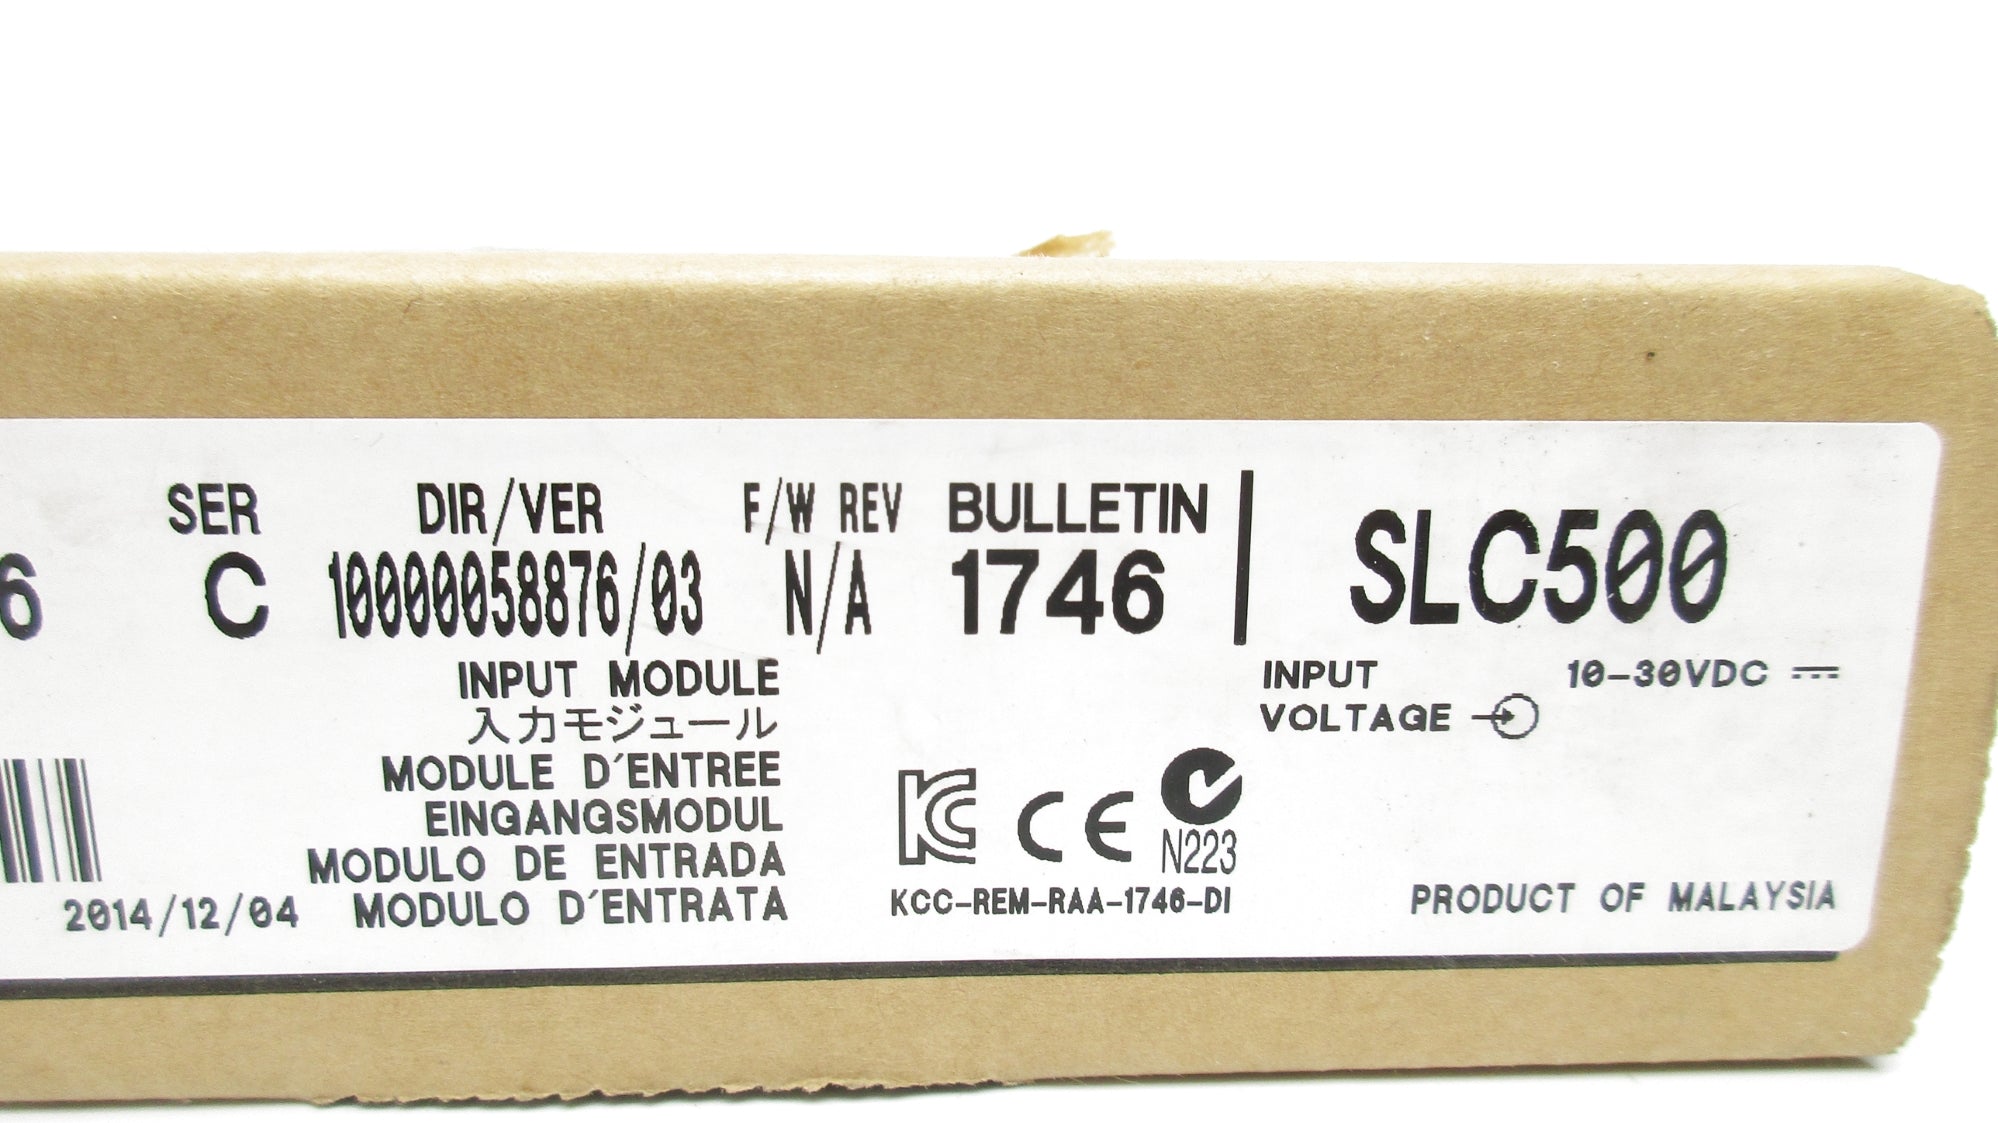 SER DIR/VER F/W REV BULLETIN
6 C 10000058876/03 N/A 1746 SLC500
INPUT MODULE
入力モジュール
MODULE D'ENTREE
EINGANGSMODUL
MODULO DE ENTRADA
2014/12/04 MODULO D'ENTRATA
CE
N223
KCC-REM-RAA-1746-DI
INPUT 10-30VDC
VOLTAGE
PRODUCT OF MALAYSIA